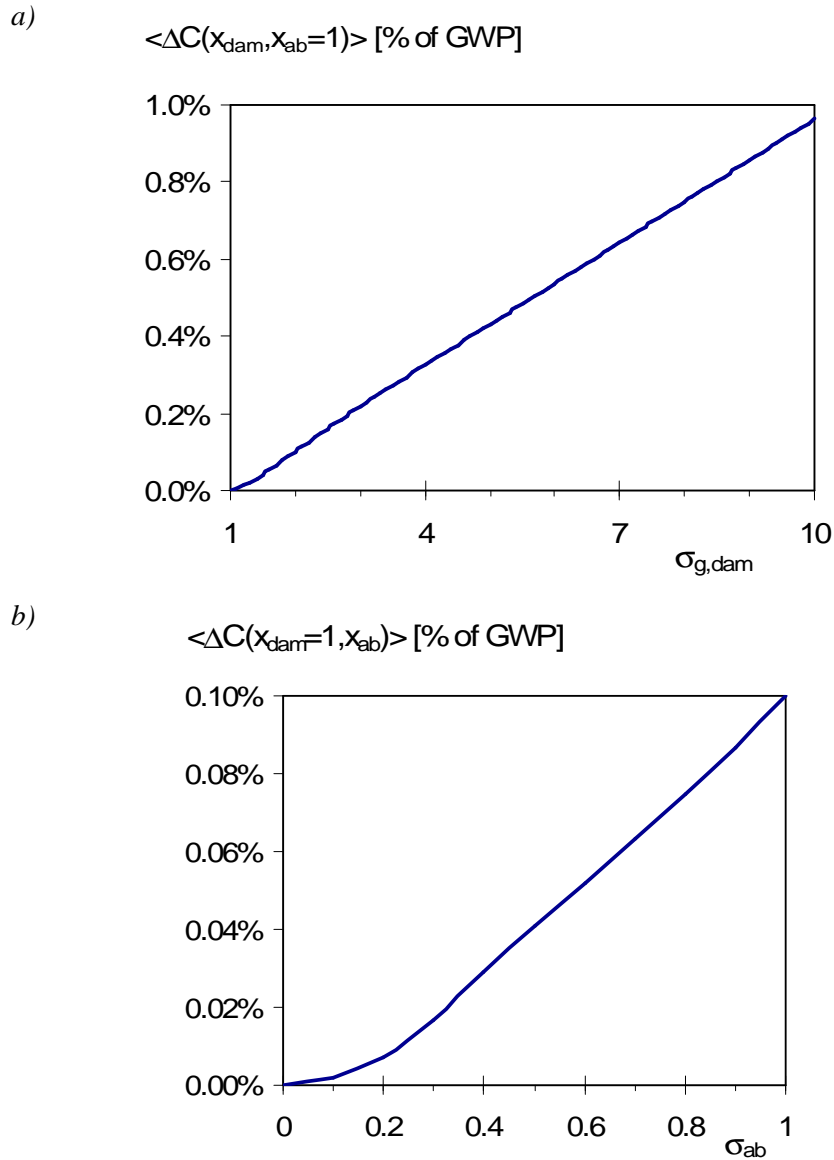 a)
<ΔC(xdam,xab=1)> [% of GWP]
1.0%
0.8%
0.6%
0.4%
0.2%
0.0%
1 4 7 10
σg,dam
b)
<ΔC(xdam=1,xab)> [% of GWP]
0.10%
0.08%
0.06%
0.04%
0.02%
0.00%
0 0.2 0.4 0.6 0.8 1
σab